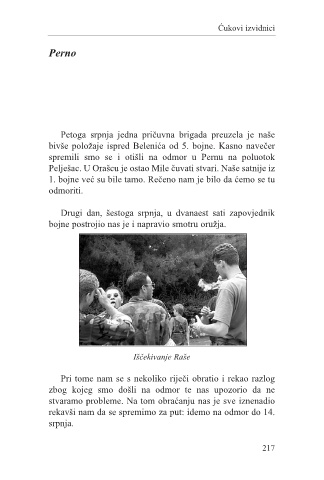 Ćukovi izvidnici
Perno
Petoga srpnja jedna pričuvna brigada preuzela je naše
bivše položaje ispred Belenića od 5. bojne. Kasno navečer
spremili smo se i otišli na odmor u Pernu na poluotok
Pelješac. U Orašcu je ostao Mile čuvati stvari. Naše satnije iz
1. bojne već su bile tamo. Rečeno nam je bilo da ćemo se tu
odmoriti.
Drugi dan, šestoga srpnja, u dvanaest sati zapovjednik
bojne postrojio nas je i napravio smotru oružja.
Iščekivanje Raše
Pri tome nam se s nekoliko riječi obratio i rekao razlog
zbog kojeg smo došli na odmor te nas upozorio da ne
stvaramo probleme. Na tom obraćanju nas je sve iznenadio
rekavši nam da se spremimo za put: idemo na odmor do 14.
srpnja.
217